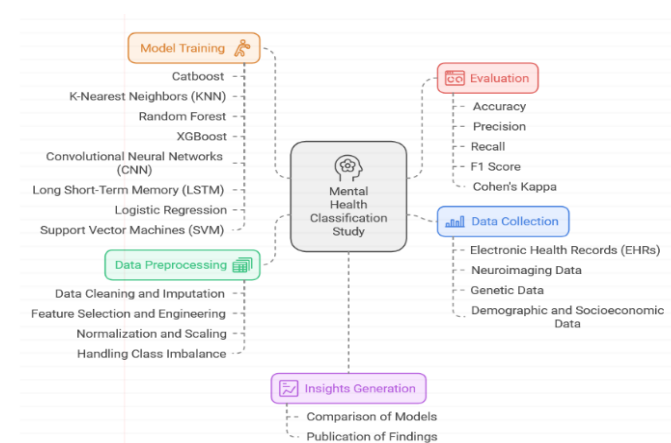 Model Training
Catboost
K-Nearest Neighbors (KNN)
Random Forest
XGBoost
Convolutional Neural Networks
(CNN)
Long Short-Term Memory (LSTM)
Logistic Regression
Support Vector Machines (SVM)
Data Preprocessing
Data Cleaning and Imputation
Feature Selection and Engineering
Normalization and Scaling
Handling Class Imbalance
Mental
Health
Classification
Study
Evaluation
Accuracy
Precision
Recall
F1 Score
Cohen's Kappa
Data Collection
Electronic Health Records (EHRs)
Neuroimaging Data
Genetic Data
Demographic and Socioeconomic
Data
Insights Generation
Comparison of Models
Publication of Findings